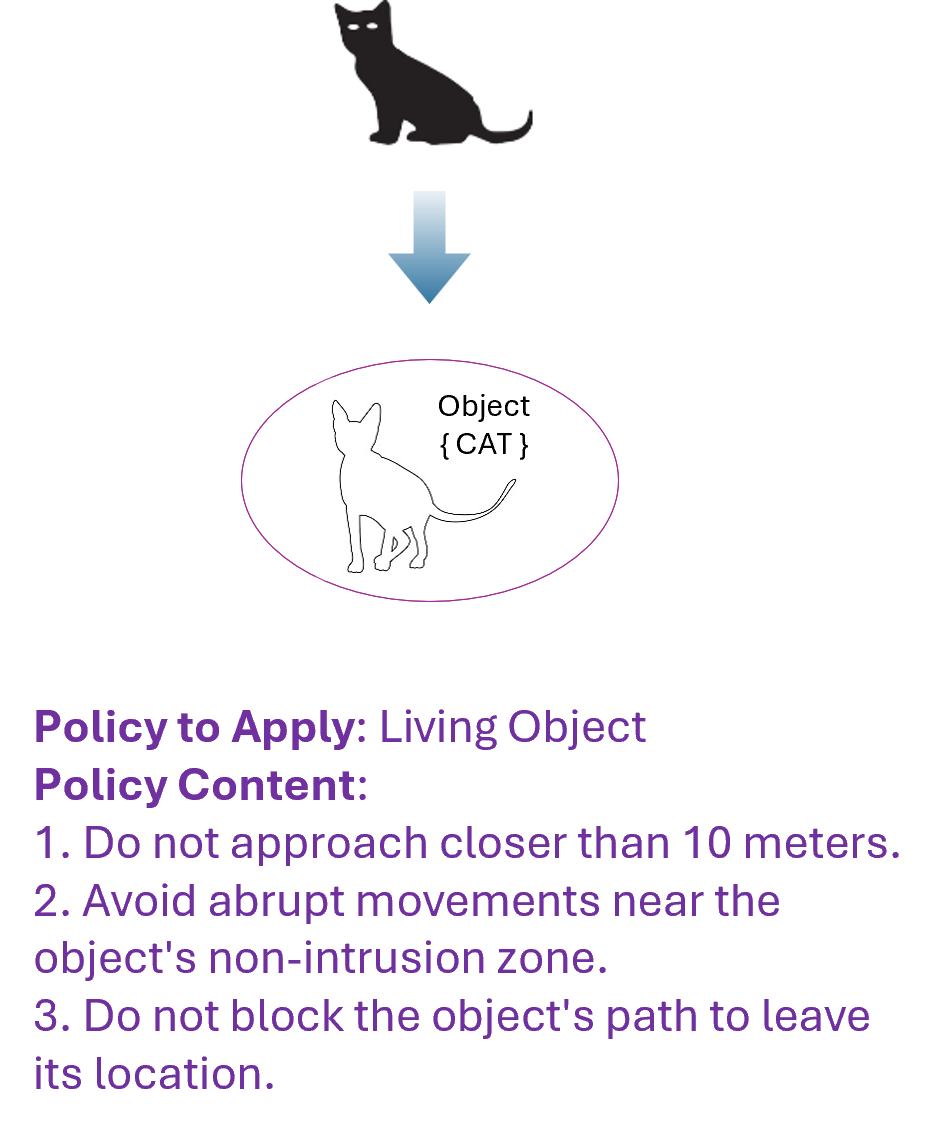 Object
{ CAT }
Policy to Apply: Living Object
Policy Content:
1. Do not approach closer than 10 meters.
2. Avoid abrupt movements near the
object's non-intrusion zone.
3. Do not block the object's path to leave
its location.